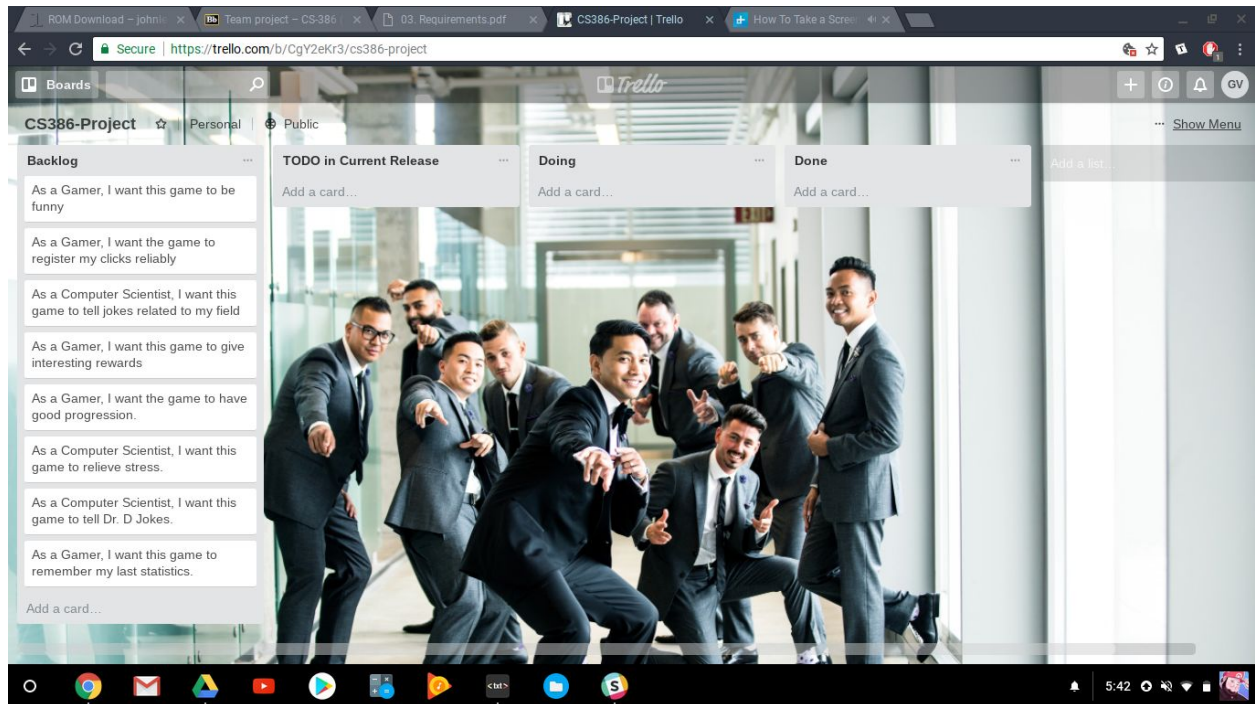 ROM Download – johnie
Team project – CS-386
03. Requirements.pdf
CS386-Project | Trello
How To Take a Screen
Secure | https://trello.com/b/CgY2eKr3/cs386-project
Boards
Trello
GV
CS386-Project
Personal
Public
Show Menu
Backlog
As a Gamer, I want this game to be
funny
As a Gamer, I want the game to
register my clicks reliably
As a Computer Scientist, I want this
game to tell jokes related to my field
As a Gamer, I want this game to give
interesting rewards
As a Gamer, I want the game to have
good progression.
As a Computer Scientist, I want this
game to relieve stress.
As a Computer Scientist, I want this
game to tell Dr. D Jokes.
As a Gamer, I want this game to
remember my last statistics.
Add a card…
TODO in Current Release
Add a card…
Doing
Add a card…
Done
Add a card…
Add a list…
EXIT
<txt>
S
5:42